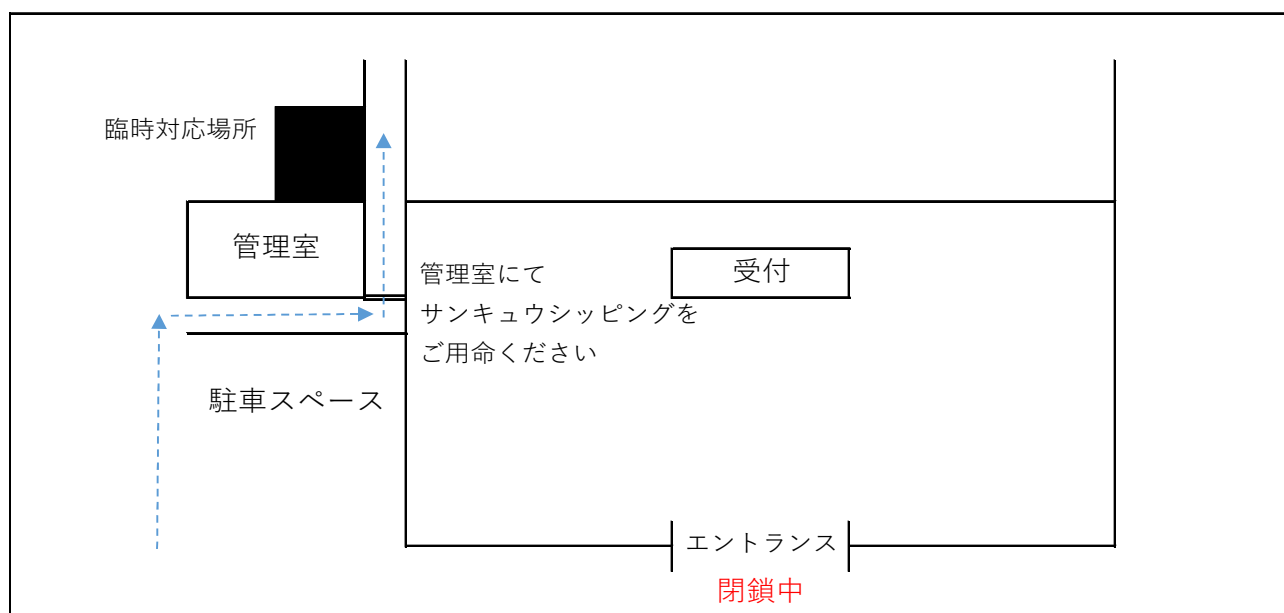 臨時対応場所
管理室
受付
管理室にて
サンキュウシッピングを
ご用命ください
駐車スペース
エントランス
閉鎖中